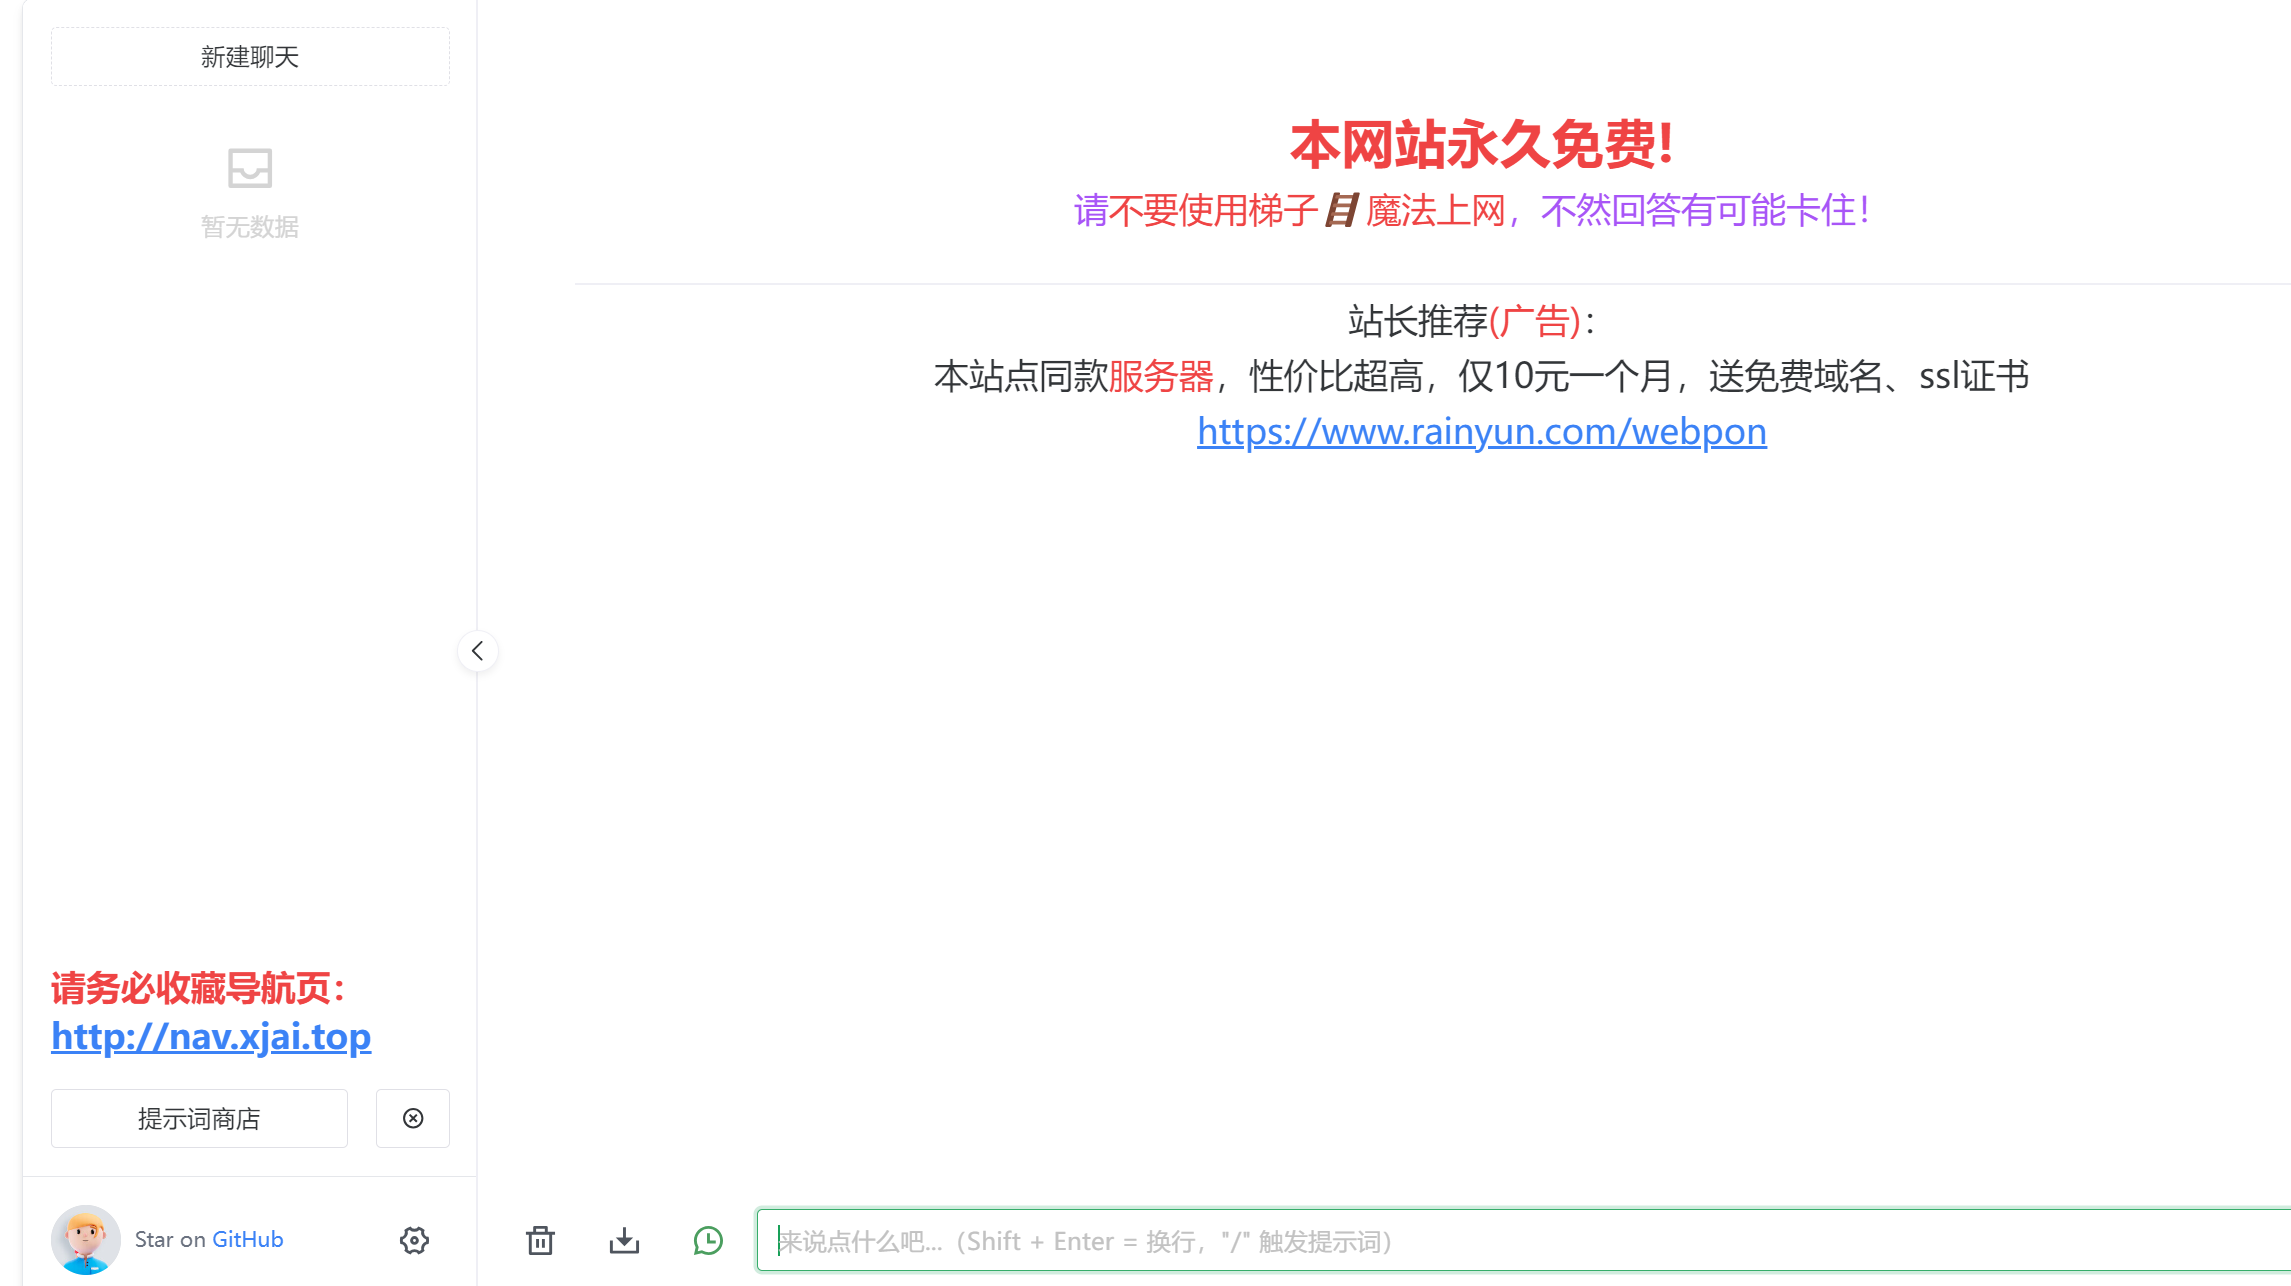 新建聊天
暂无数据
本网站永久免费!
请不要使用梯子🪜魔法上网，不然回答有可能卡住！
站长推荐(广告)：
本站点同款服务器，性价比超高，仅10元一个月，送免费域名、ssl证书
https://www.rainyun.com/webpon
请务必收藏导航页：
http://nav.xjai.top
提示词商店
Star on GitHub
来说点什么吧...（Shift + Enter = 换行，"/" 触发提示词）